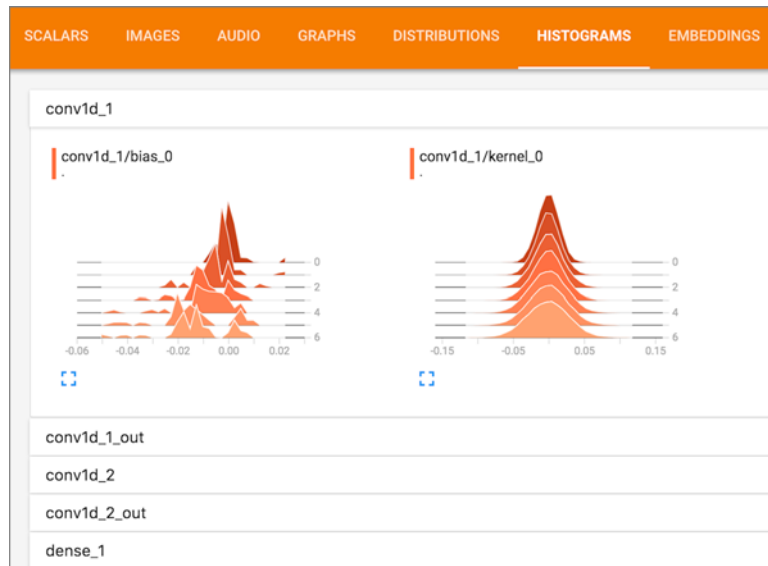 SCALARS IMAGES AUDIO GRAPHS DISTRIBUTIONS HISTOGRAMS EMBEDDINGS
conv1d_1
conv1d_1/bias_0
.
0
2
4
6
-0.06 -0.04 -0.02 0.00 0.02
conv1d_1/kernel_0
.
0
2
4
6
-0.15 -0.05 0.05 0.15
conv1d_1_out
conv1d_2
conv1d_2_out
dense_1